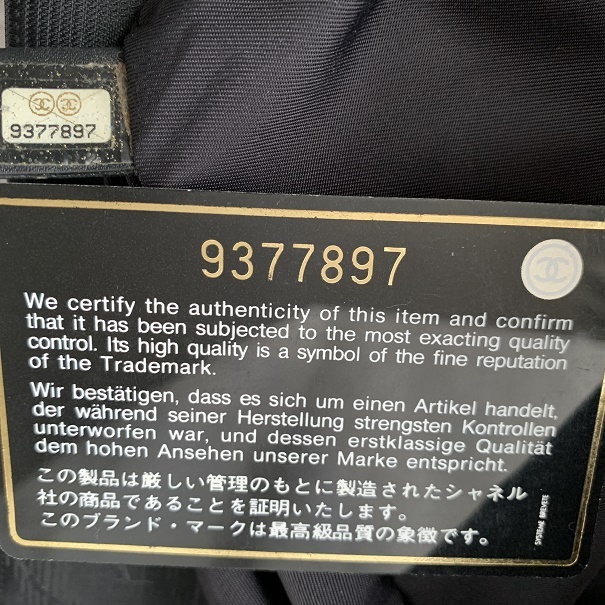 9377897
9377897
We certify the authenticity of this item and confirm
that it has been subjected to the most exacting quality
control. Its high quality is a symbol of the fine reputation
of the Trademark.
Wir bestätigen, dass es sich um einen Artikel handelt,
der während seiner Herstellung strengsten Kontrollen
unterworfen war, und dessen erstklassige Qualität
dem hohen Ansehen unserer Marke entspricht.
この製品は厳しい管理のもとに製造されたシャネル
社の商品であることを証明いたします。
このブランド・マークは最高級品質の象徴です。
SYSTEME BREVETE